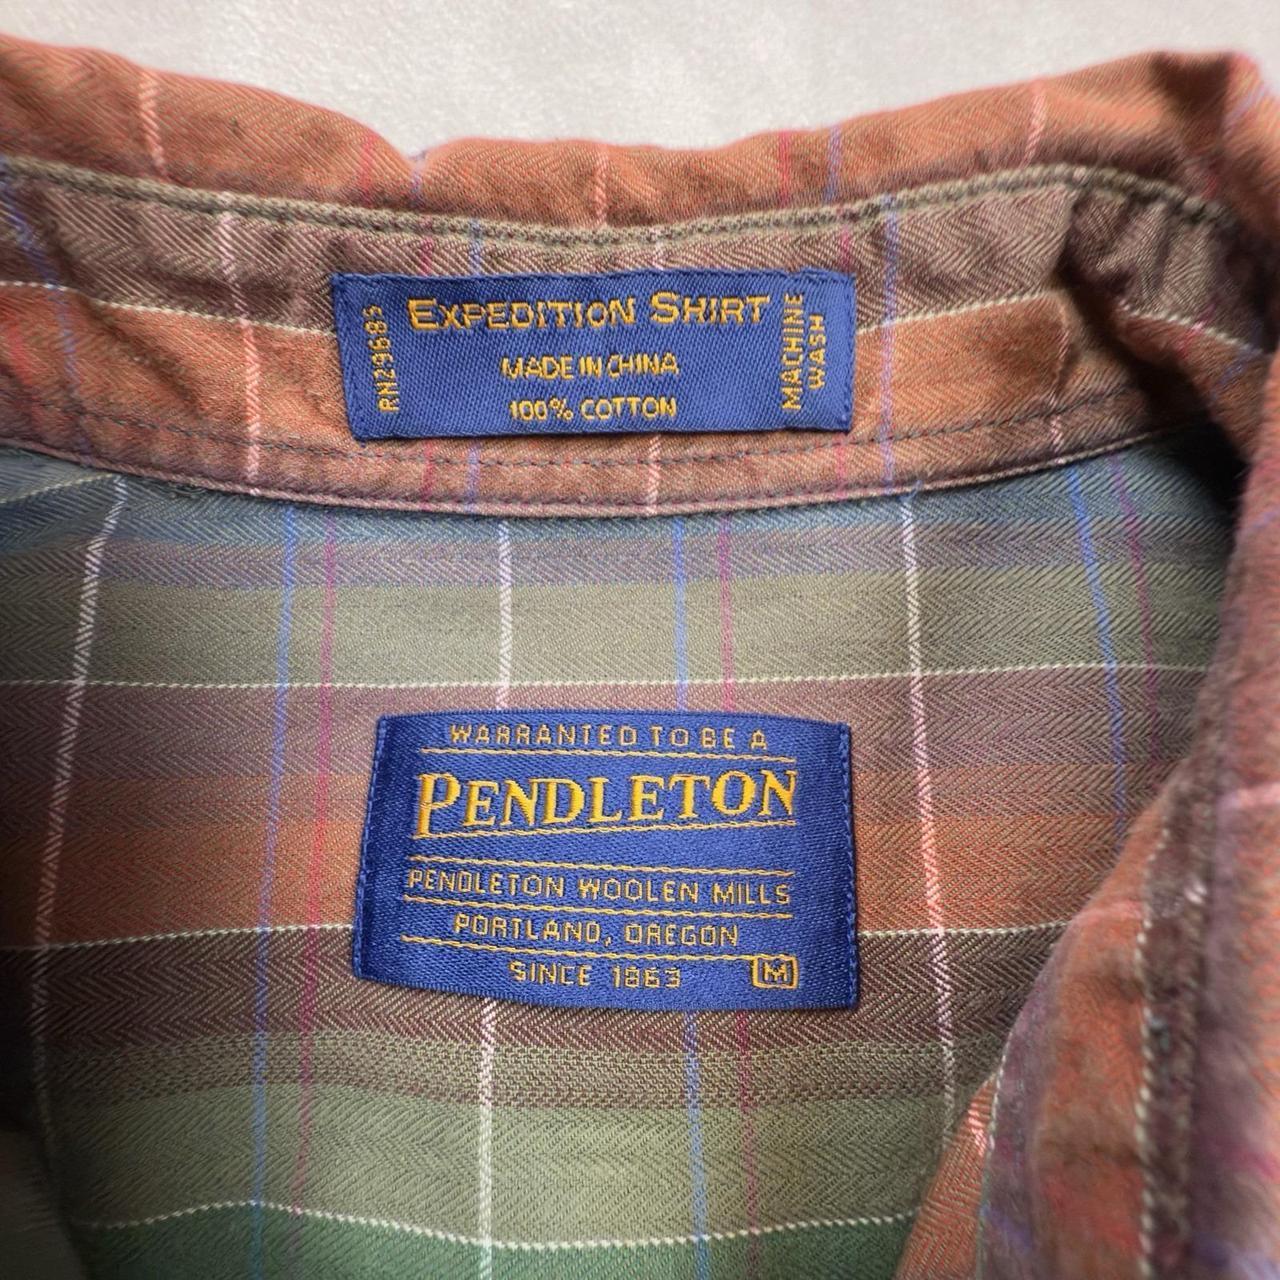 RN29685
EXPEDITION SHIRT
MADE IN CHINA
100% COTTON
MACHINE
WASH
WARRANTED TO BE A
PENDLETON
PENDLETON WOOLEN MILLS
PORTLAND, OREGON
SINCE 1863
M